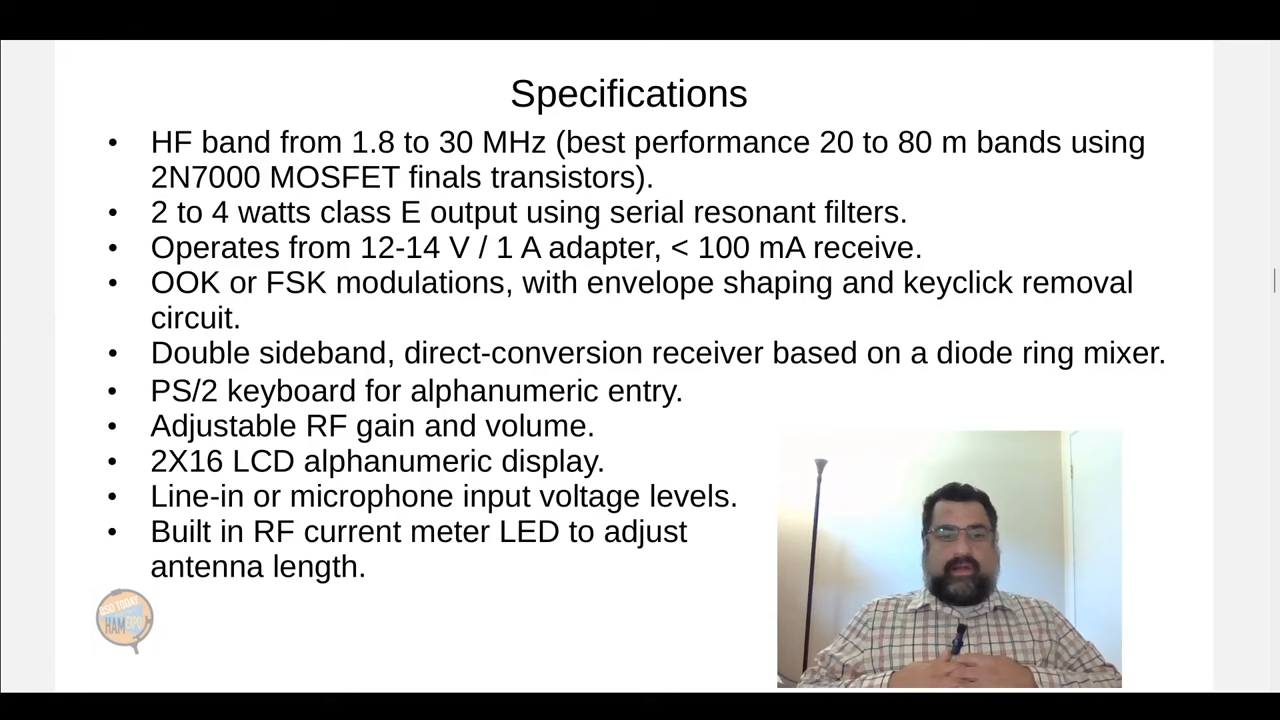 Specifications
• HF band from 1.8 to 30 MHz (best performance 20 to 80 m bands using
2N7000 MOSFET finals transistors).
• 2 to 4 watts class E output using serial resonant filters.
• Operates from 12-14 V / 1 A adapter, < 100 mA receive.
• OOK or FSK modulations, with envelope shaping and keyclick removal
circuit.
• Double sideband, direct-conversion receiver based on a diode ring mixer.
• PS/2 keyboard for alphanumeric entry.
• Adjustable RF gain and volume.
• 2X16 LCD alphanumeric display.
• Line-in or microphone input voltage levels.
• Built in RF current meter LED to adjust
antenna length.
QSO TODAY
HAM EXPO